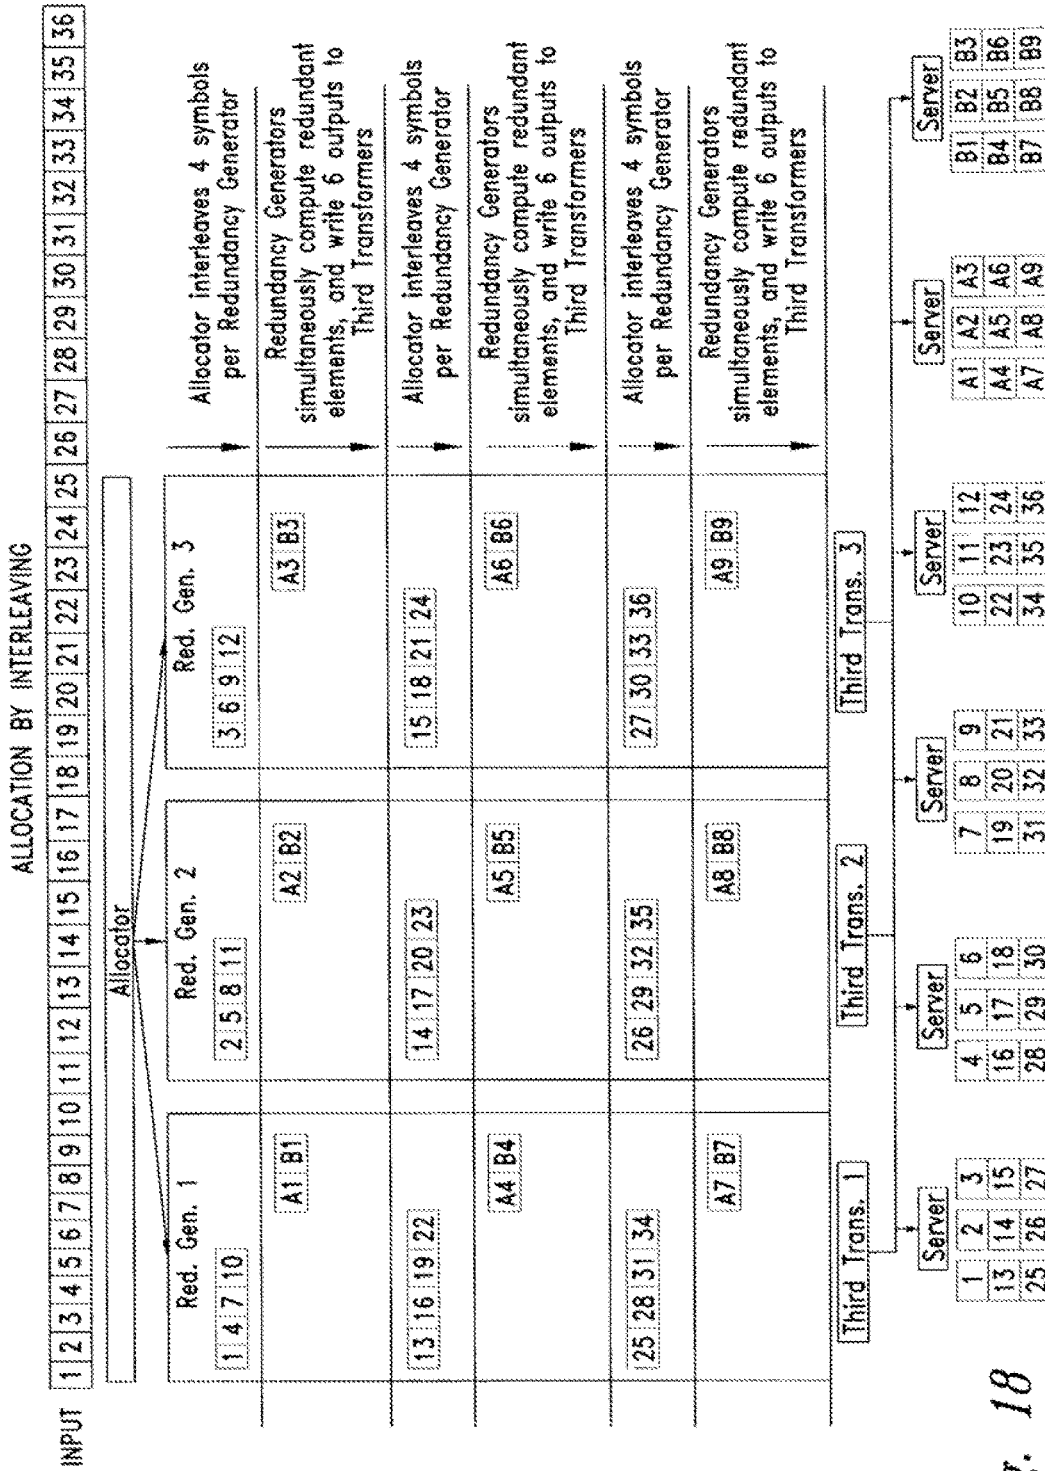 ALLOCATION BY INTERLEAVING
INPUT 1 2 3 4 5 6 7 8 9 10 11 12 13 14 15 16 17 18 19 20 21 22 23 24 25 26 27 28 29 30 31 32 33 34 35 36
Allocator
Red. Gen. 1
Red. Gen. 2
Red. Gen. 3
1 4 7 10
2 5 8 11
3 6 9 12
Allocator interleaves 4 symbols
per Redundancy Generator
A1 B1
A2 B2
A3 B3
Redundancy Generators
simultaneously compute redundant
elements, and write 6 outputs to
Third Transformers
13 16 19 22
14 17 20 23
15 18 21 24
Allocator interleaves 4 symbols
per Redundancy Generator
A4 B4
A5 B5
A6 B6
Redundancy Generators
simultaneously compute redundant
elements, and write 6 outputs to
Third Transformers
25 28 31 34
26 29 32 35
27 30 33 36
Allocator interleaves 4 symbols
per Redundancy Generator
A7 B7
A8 B8
A9 B9
Redundancy Generators
simultaneously compute redundant
elements, and write 6 outputs to
Third Transformers
Third Trans. 1
Third Trans. 2
Third Trans. 3
Server
1 2 3
13 14 15
25 26 27
Server
4 5 6
16 17 18
28 29 30
Server
7 8 9
19 20 21
31 32 33
Server
10 11 12
22 23 24
34 35 36
Server
A1 A2 A3
A4 A5 A6
A7 A8 A9
Server
B1 B2 B3
B4 B5 B6
B7 B8 B9
18